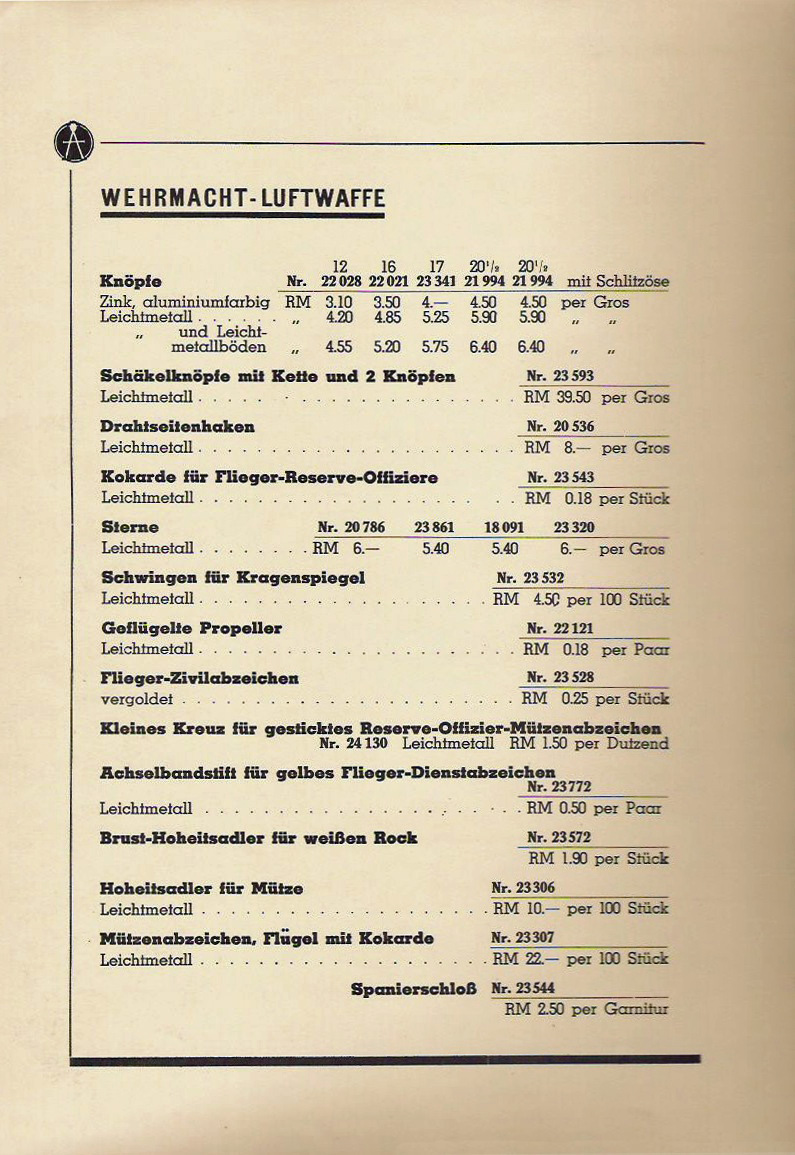 WEHRMACHT-LUFTWAFFE
12 16 17 20¹/₂ 20¹/₂
Knöpfe Nr. 22 028 22 021 23 341 21 994 21 994 mit Schlitzöse
Zink, aluminiumfarbig RM 3.10 3.50 4.— 4.50 4.50 per Gros
Leichtmetall . . . . . . „ 4.20 4.85 5.25 5.90 5.90 „ „
„ und Leicht-
metallböden „ 4.55 5.20 5.75 6.40 6.40 „ „
Schäkelknöpfe mit Kette und 2 Knöpfen Nr. 23 593
Leichtmetall . . . . . . . . . . . . . . . . . . . . RM 39.50 per Gros
Drahtseitenhaken Nr. 20 536
Leichtmetall . . . . . . . . . . . . . . . . . . . . . RM 8.— per Gros
Kokarde für Flieger-Reserve-Offiziere Nr. 23 543
Leichtmetall . . . . . . . . . . . . . . . . . . . . RM 0.18 per Stück
Sterne Nr. 20 786 23 861 18 091 23 320
Leichtmetall . . . . . . . . RM 6.— 5.40 5.40 6.— per Gros
Schwingen für Kragenspiegel Nr. 23 532
Leichtmetall . . . . . . . . . . . . . . . . . . . RM 4.50 per 100 Stück
Geflügelte Propeller Nr. 22 121
Leichtmetall . . . . . . . . . . . . . . . . . . . . . RM 0.18 per Paar
Flieger-Zivilabzeichen Nr. 23 528
vergoldet . . . . . . . . . . . . . . . . . . . . . . RM 0.25 per Stück
Kleines Kreuz für gesticktes Reserve-Offizier-Mützenabzeichen
Nr. 24 130 Leichtmetall RM 1.50 per Dutzend
Achselbandstift für gelbes Flieger-Dienstabzeichen
Nr. 23 772
Leichtmetall . . . . . . . . . . . . . . . . . . . . RM 0.50 per Paar
Brust-Hoheitsadler für weißen Rock Nr. 23 572
RM 1.90 per Stück
Hoheitsadler für Mütze Nr. 23 306
Leichtmetall . . . . . . . . . . . . . . . . . . . RM 10.— per 100 Stück
Mützenabzeichen, Flügel mit Kokarde Nr. 23 307
Leichtmetall . . . . . . . . . . . . . . . . . . . RM 22.— per 100 Stück
Spanierschloß Nr. 23 544
RM 2.50 per Garnitur